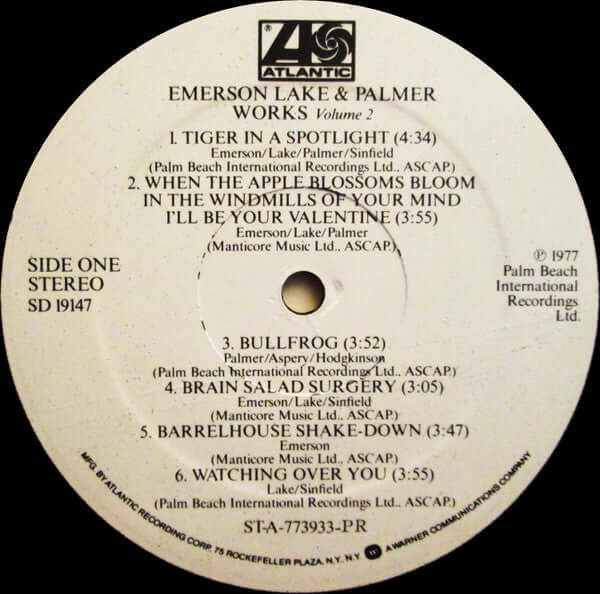 ® ATLANTIC
EMERSON LAKE & PALMER
WORKS Volume 2
1. TIGER IN A SPOTLIGHT (4:34)
Emerson/Lake/Palmer/Sinfield
(Palm Beach International Recordings Ltd., ASCAP.)
2. WHEN THE APPLE BLOSSOMS BLOOM
IN THE WINDMILLS OF YOUR MIND
I'LL BE YOUR VALENTINE (3:55)
Emerson/Lake/Palmer
(Manticore Music Ltd., ASCAP.)
SIDE ONE
STEREO
SD 19147
℗ 1977
Palm Beach
International
Recordings
Ltd.
3. BULLFROG (3:52)
Palmer/Aspery/Hodgkinson
(Palm Beach International Recordings Ltd., ASCAP.)
4. BRAIN SALAD SURGERY (3:05)
Emerson/Lake/Sinfield
(Manticore Music Ltd., ASCAP.)
5. BARRELHOUSE SHAKE-DOWN (3:47)
Emerson
(Manticore Music Ltd., ASCAP.)
6. WATCHING OVER YOU (3:55)
Lake/Sinfield
(Palm Beach International Recordings Ltd., ASCAP.)
ST-A-773933-PR
MFG. BY ATLANTIC RECORDING CORP. 75 ROCKEFELLER PLAZA, N.Y. N.Y. A WARNER COMMUNICATIONS COMPANY